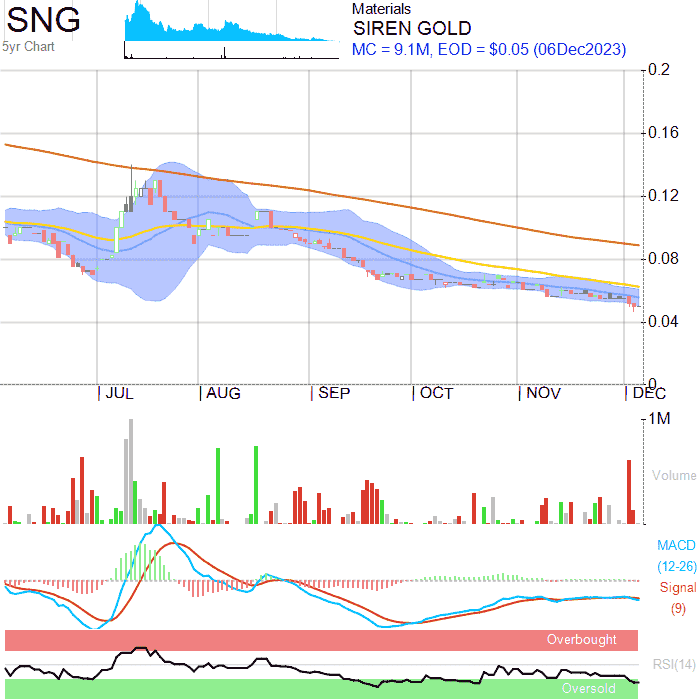 SNG
5yr Chart
Materials
SIREN GOLD
MC = 9.1M, EOD = $0.05 (06Dec2023)
0.2
0.16
0.12
0.08
0.04
0
JUL AUG SEP OCT NOV DEC
1M
Volume
MACD
(12-26)
Signal
(9)
Overbought
RSI(14)
Oversold